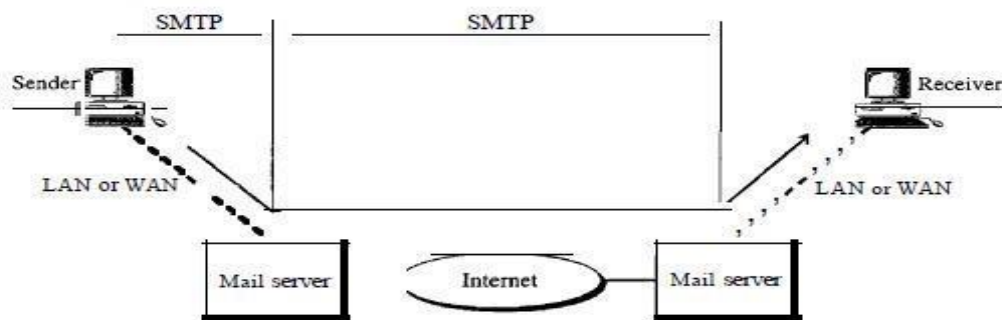 SMTP SMTP
Sender Receiver
LAN or WAN LAN or WAN
Mail server Internet Mail server